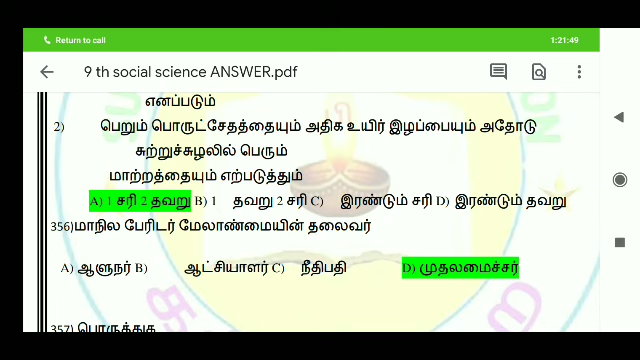 Return to call
1:21:49
9 th social science ANSWER.pdf
எனப்படும்
2) பெறும் பொருட்சேதத்தையும் அதிக உயிர் இழப்பையும் அதோடு
சுற்றுச்சுழலில் பெரும்
மாற்றத்தையும் ஏற்படுத்தும்
A) 1 சரி 2 தவறு B) 1 தவறு 2 சரி C) இரண்டும் சரி D) இரண்டும் தவறு
356)மாநில பேரிடர் மேலாண்மையின் தலைவர்
A) ஆளுநர் B) ஆட்சியாளர் C) நீதிபதி D) முதலமைச்சர்
357) பொருத்துக